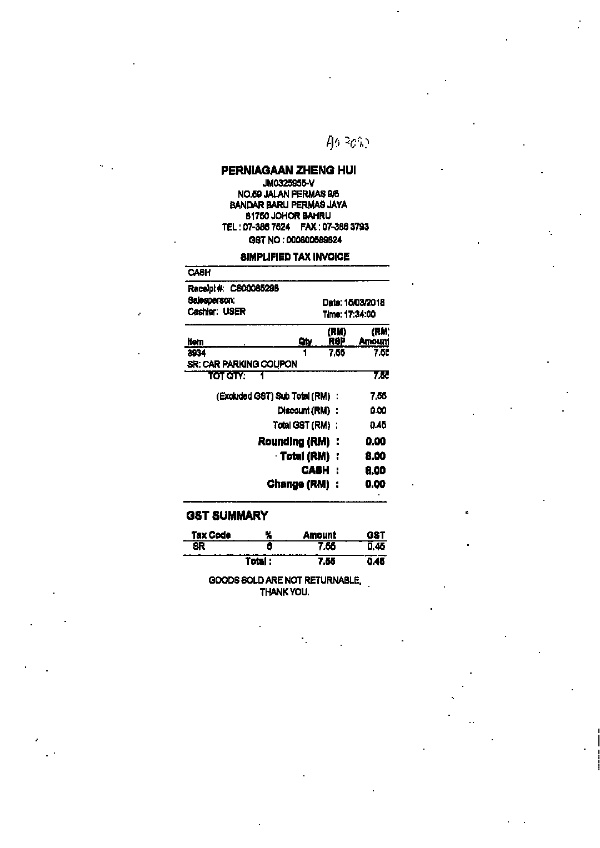 PERNIAGAAN ZHENG HUI
JM0325955-V
NO.59 JALAN PERMAS 9/5
BANDAR BARU PERMAS JAYA
81750 JOHOR BAHRU
TEL : 07-386 7524 FAX : 07-386 3793
GST NO : 000800589824
SIMPLIFIED TAX INVOICE
CASH
Receipt #: CS00085295
Salesperson: Date: 15/03/2018
Cashier: USER Time: 17:34:00
(RM) (RM)
Item Qty RSP Amount
3934 1 7.55 7.55
SR: CAR PARKING COUPON
TOT QTY: 1 7.55
(Excluded GST) Sub Total (RM) : 7.55
Discount (RM) : 0.00
Total GST (RM) : 0.45
Rounding (RM) : 0.00
Total (RM) : 8.00
CASH : 8.00
Change (RM) : 0.00
GST SUMMARY
Tax Code % Amount GST
SR 6 7.55 0.45
Total : 7.55 0.45
GOODS SOLD ARE NOT RETURNABLE,
THANK YOU.